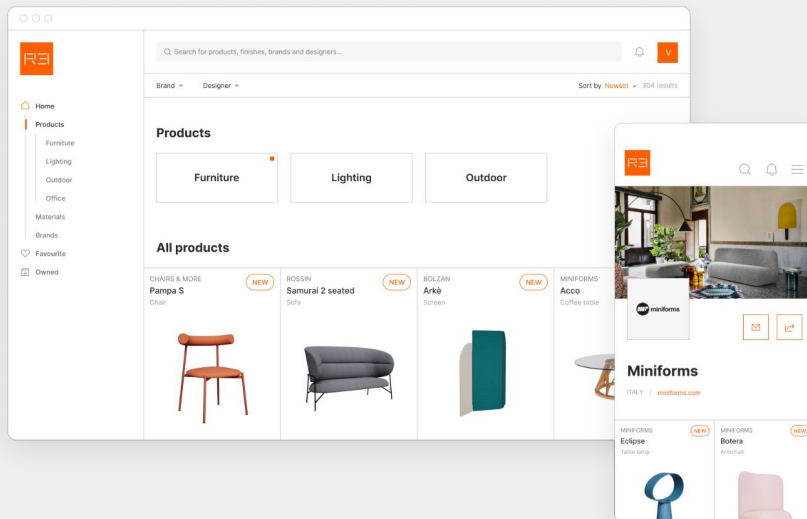 R3
Search for products, finishes, brands and designers...
V
Brand
Designer
Sort by Newest
304 results
Home
Products
Furniture
Lighting
Outdoor
Office
Materials
Brands
Favourite
Owned
Products
Furniture
Lighting
Outdoor
All products
CHAIRS & MORE
NEW
Pampa S
Chair
ROSSIN
NEW
Samurai 2 seated
Sofa
BOLZAN
NEW
Arkè
Screen
MINIFORMS
Acco
Coffee table
R3
miniforms
Miniforms
ITALY | miniforms.com
MINIFORMS
NEW
Eclipse
Table lamp
MINIFORMS
NEW
Botera
Armchair